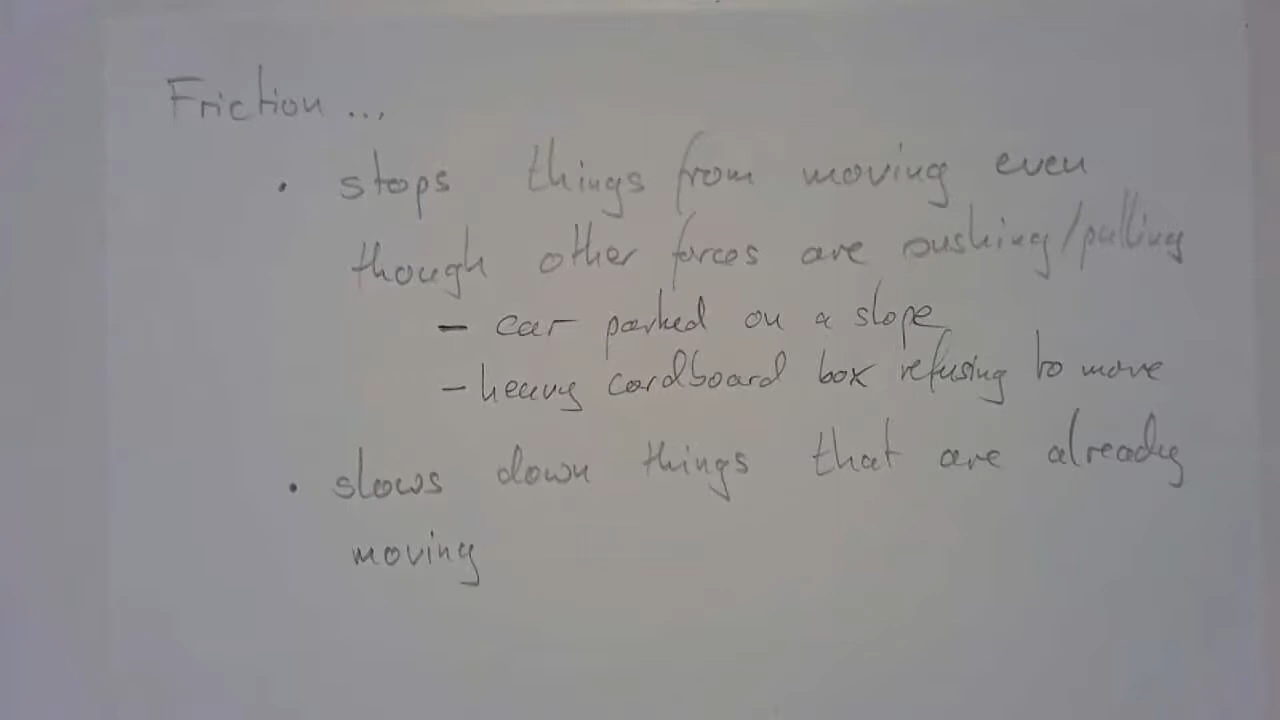 Friction ...
• stops things from moving even
though other forces are pushing/pulling
– car parked on a slope
– heavy cardboard box refusing to move
• slows down things that are already
moving